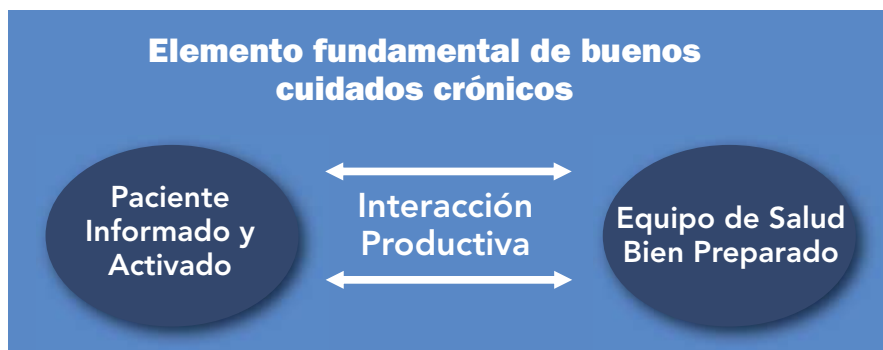 Elemento fundamental de buenos
cuidados crónicos
Paciente
Informado y
Activado
Interacción
Productiva
Equipo de Salud
Bien Preparado